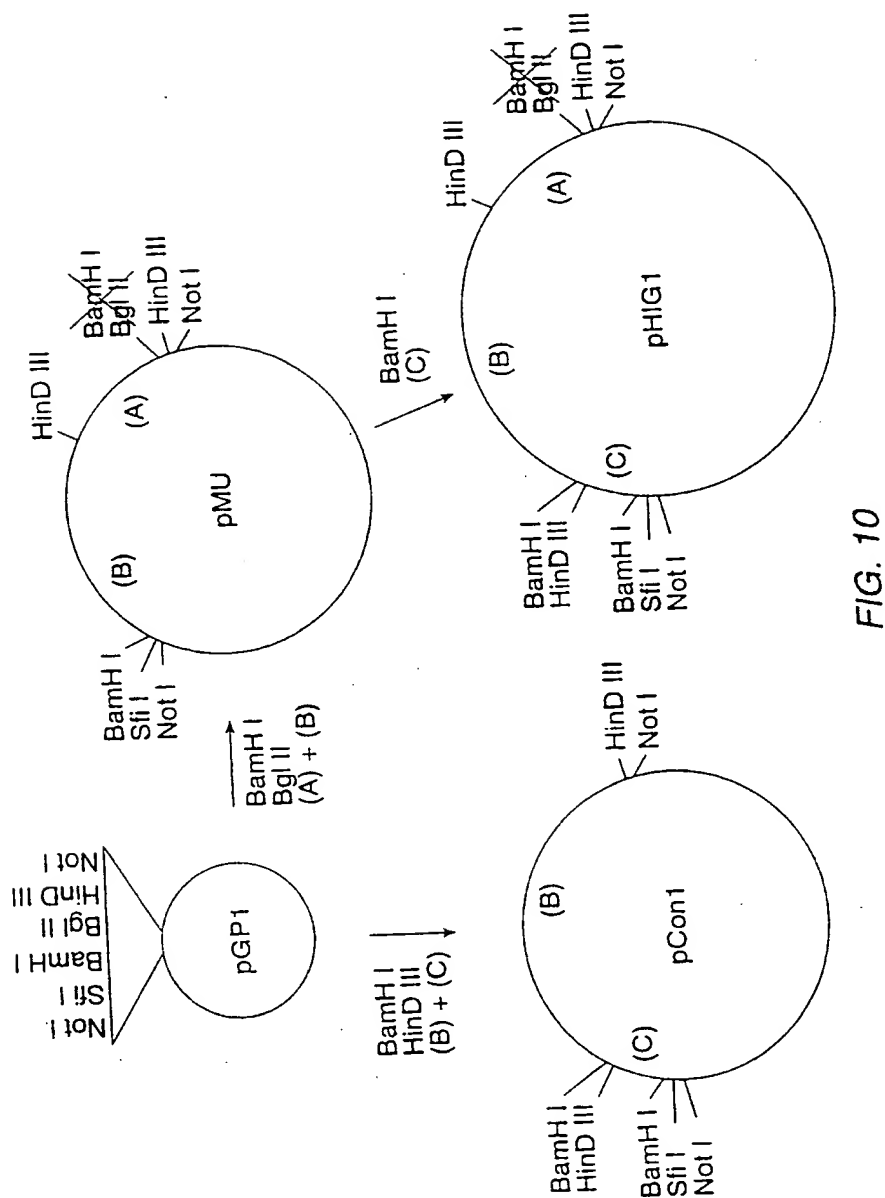 Not I
Sfi I
BamH I
Bgl II
HinD III
Not I
pGP1
BamH I
Bgl II
(A) + (B)
BamH I
Sfi I
Not I
(B)
pMU
(A)
HinD III
BamH I
Bgl II
HinD III
Not I
BamH I
HinD III
(B) + (C)
BamH I
(C)
BamH I
HinD III
(C)
BamH I
Sfi I
Not I
(B)
pCon1
HinD III
Not I
BamH I
HinD III
(C)
BamH I
Sfi I
Not I
(B)
pHIG1
(A)
HinD III
BamH I
Bgl II
HinD III
Not I
FIG. 10